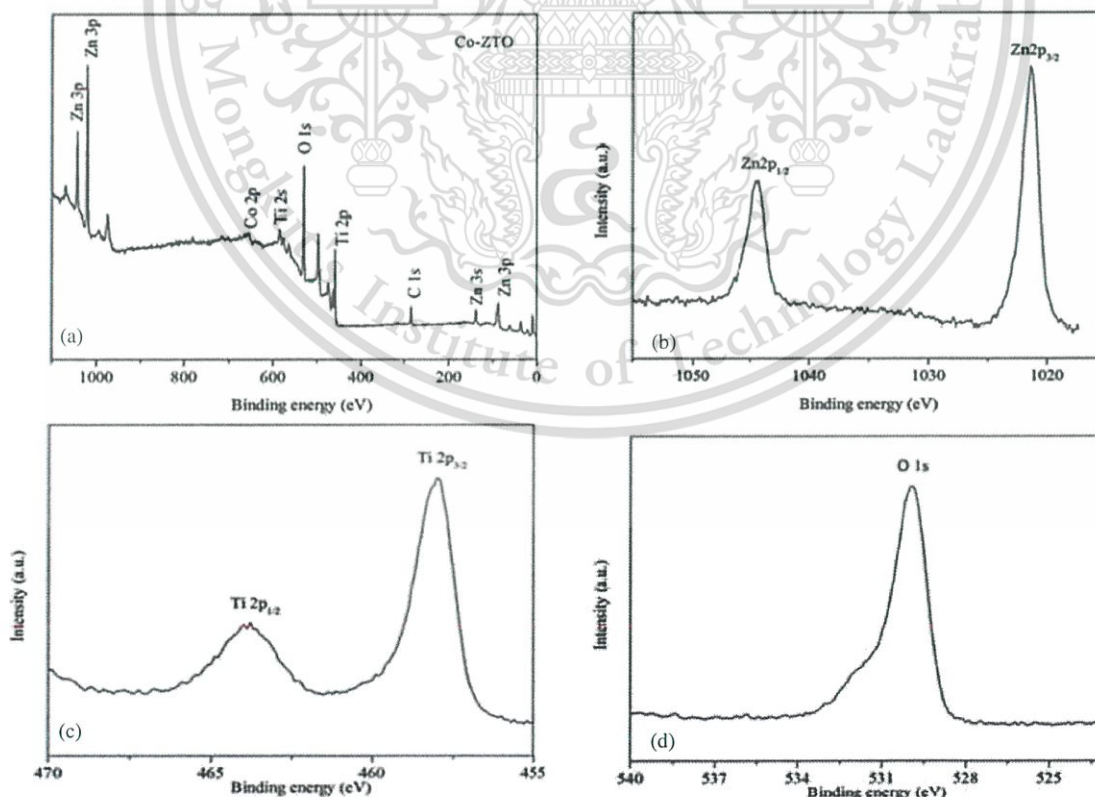 Co-ZTO
Zn 3p
Zn 3p
Co 2p
Ti 2s
O 1s
Ti 2p
C 1s
Zn 3s
Zn 3p
(a)
1000 800 600 400 200 0
Binding energy (eV)
Zn2p1/2
Zn2p3/2
Intensity (a.u.)
(b)
1050 1040 1030 1020
Binding energy (eV)
Ti 2p1/2
Ti 2p3/2
Intensity (a.u.)
(c)
470 465 460 455
Binding energy (eV)
O 1s
Intensity (a.u.)
(d)
540 537 534 531 528 525
Binding energy (eV)
Mongkut's Institute of Technology Ladkrab